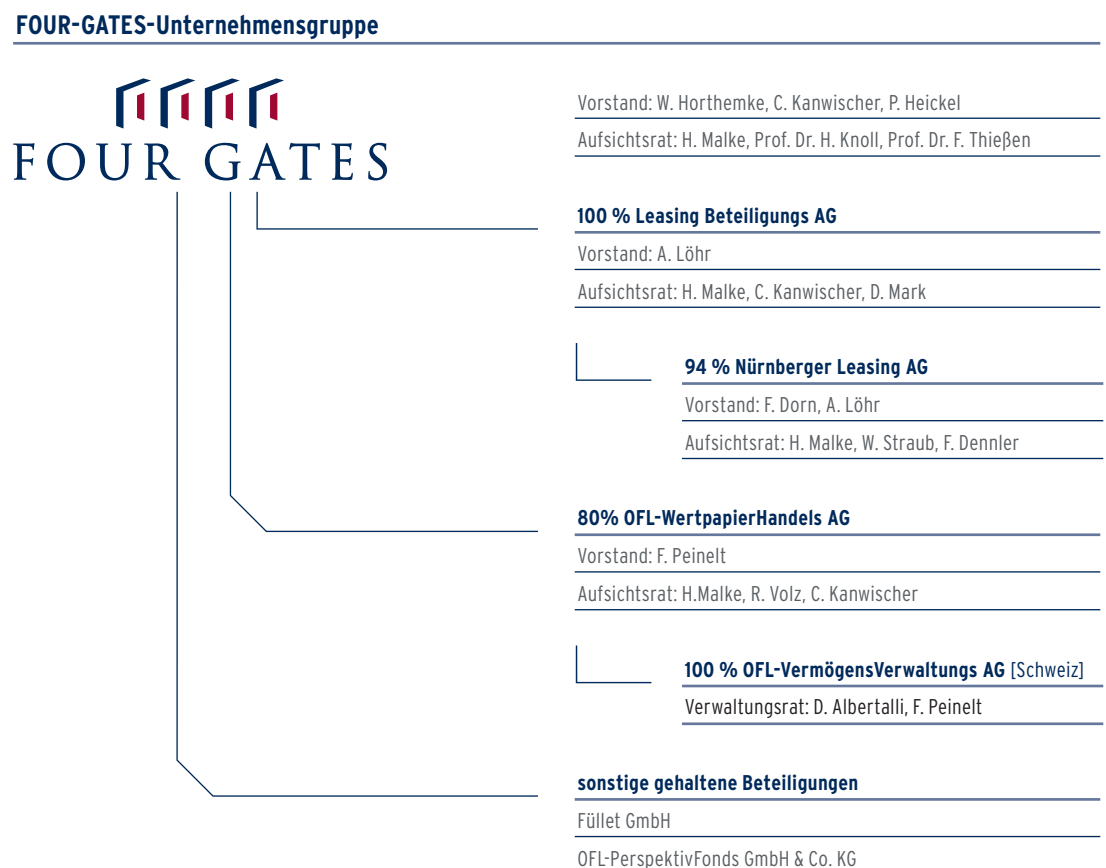 FOUR-GATES-Unternehmensgruppe
FOUR GATES
Vorstand: W. Horthemke, C. Kanwischer, P. Heickel
Aufsichtsrat: H. Malke, Prof. Dr. H. Knoll, Prof. Dr. F. Thießen
100 % Leasing Beteiligungs AG
Vorstand: A. Löhr
Aufsichtsrat: H. Malke, C. Kanwischer, D. Mark
94 % Nürnberger Leasing AG
Vorstand: F. Dorn, A. Löhr
Aufsichtsrat: H. Malke, W. Straub, F. Dennler
80% OFL-WertpapierHandels AG
Vorstand: F. Peinelt
Aufsichtsrat: H.Malke, R. Volz, C. Kanwischer
100 % OFL-VermögensVerwaltungs AG [Schweiz]
Verwaltungsrat: D. Albertalli, F. Peinelt
sonstige gehaltene Beteiligungen
Füllet GmbH
OFL-PerspektivFonds GmbH & Co. KG